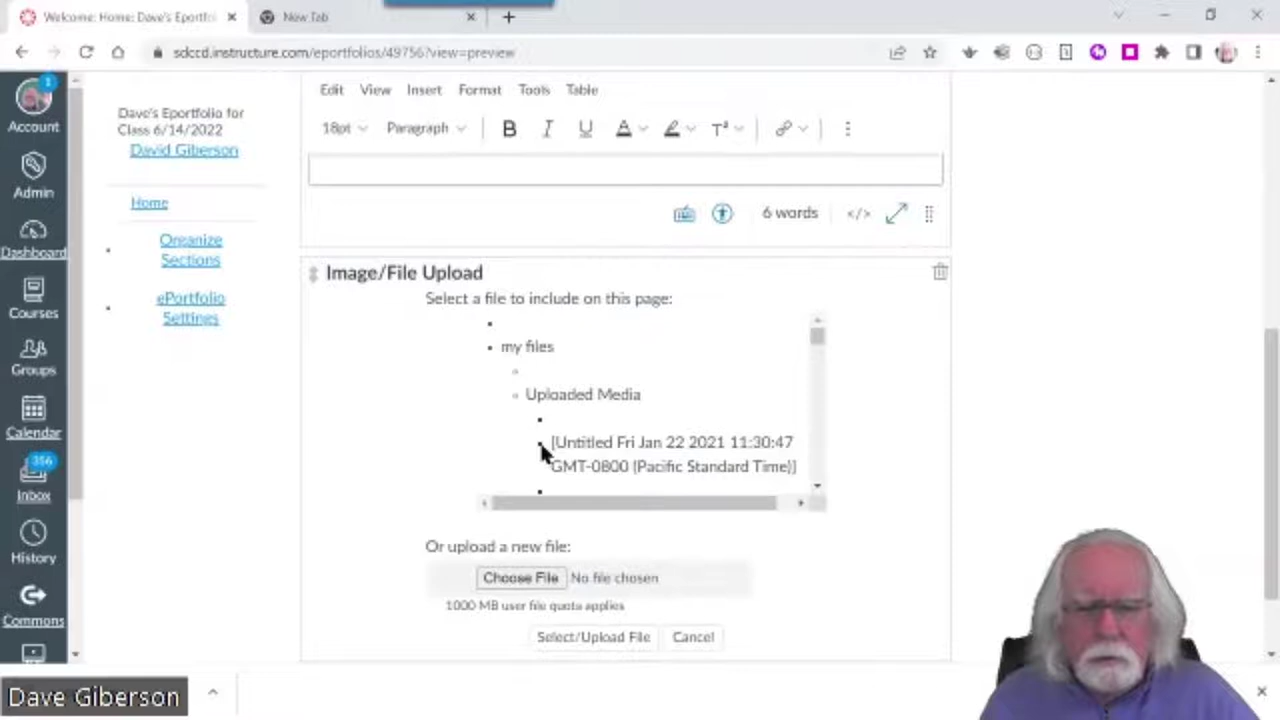 Welcome: Home: Dave's Eportfol
New Tab
sdccd.instructure.com/eportfolios/49756?view=preview
1
Account
Admin
Dashboard
Courses
Groups
Calendar
356
Inbox
History
Commons
Dave's Eportfolio for
Class 6/14/2022
David Giberson
Home
Organize
Sections
ePortfolio
Settings
Edit View Insert Format Tools Table
18pt Paragraph B I U A T²
6 words </>
Image/File Upload
Select a file to include on this page:
my files
Uploaded Media
[Untitled Fri Jan 22 2021 11:30:47
GMT-0800 (Pacific Standard Time)]
Or upload a new file:
Choose File No file chosen
1000 MB user file quota applies
Select/Upload File Cancel
Dave Giberson